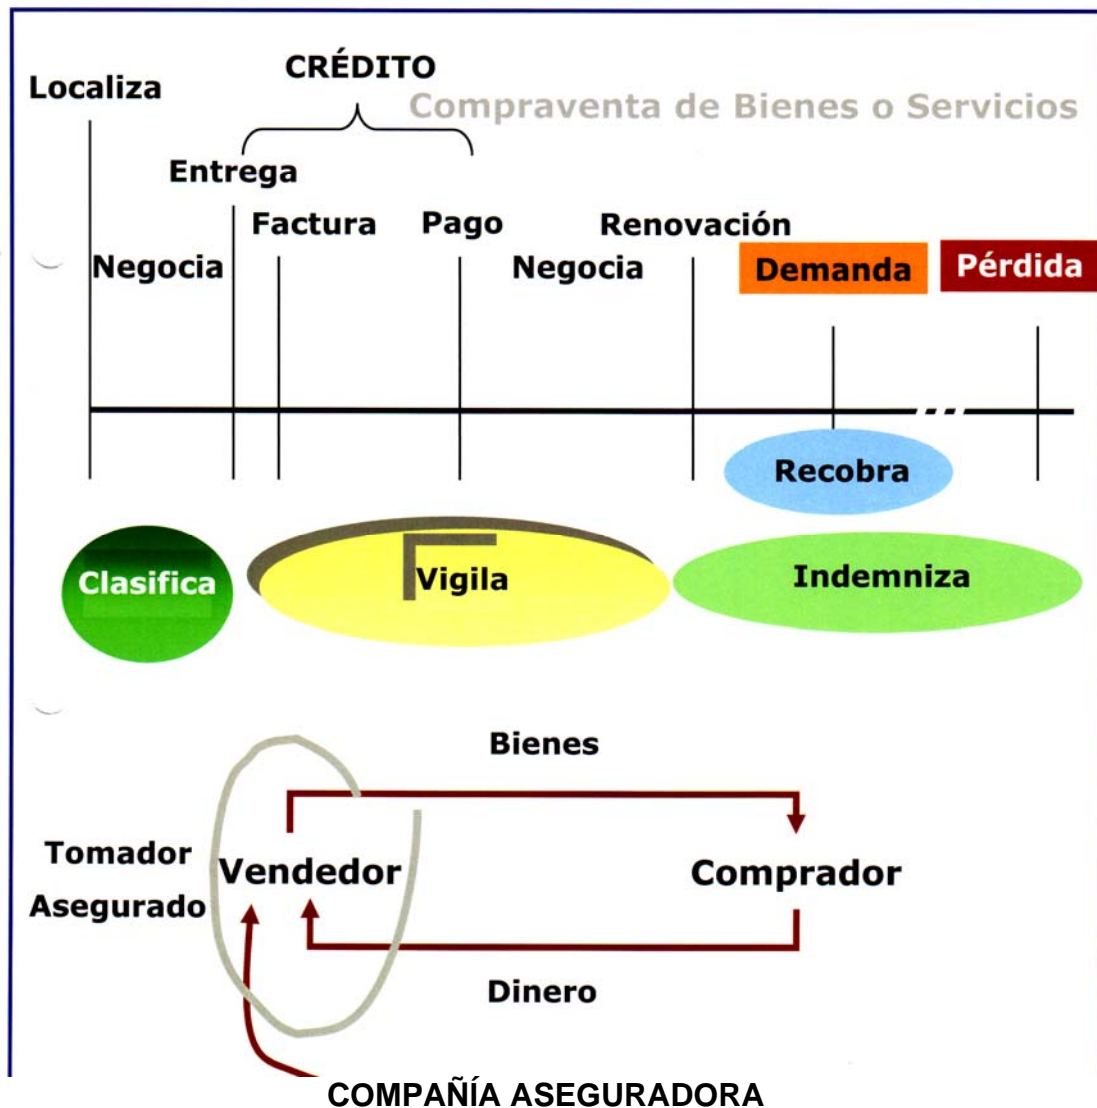 CRÉDITO
Localiza
Compraventa de Bienes o Servicios
Entrega
Factura
Pago
Renovación
Negocia
Negocia
Demanda
Pérdida
Recobra
Clasifica
Vigila
Indemniza
Bienes
Tomador
Asegurado
Vendedor
Comprador
Dinero
COMPAÑÍA ASEGURADORA